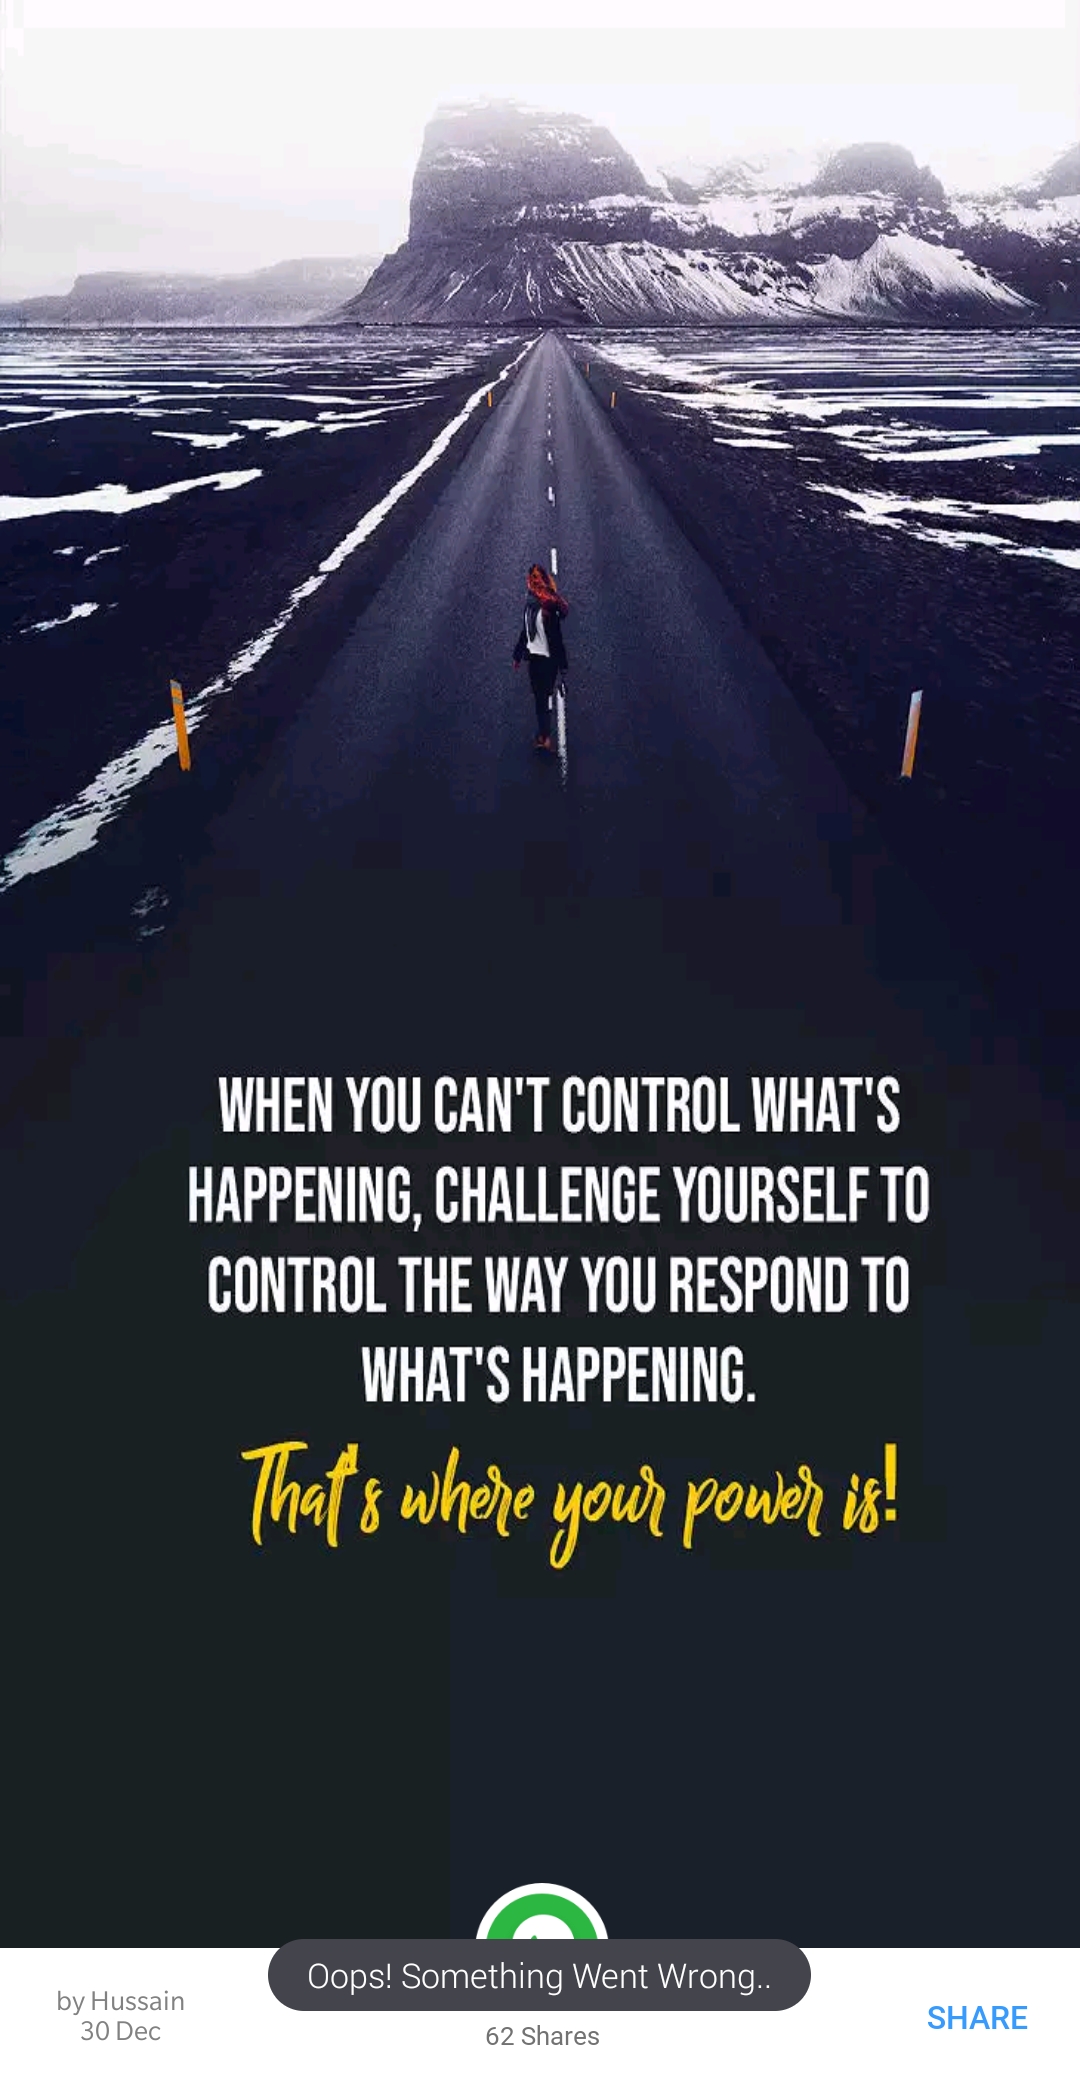 WHEN YOU CAN'T CONTROL WHAT'S
HAPPENING, CHALLENGE YOURSELF TO
CONTROL THE WAY YOU RESPOND TO
WHAT'S HAPPENING.
That's where your power is!
Oops! Something Went Wrong..
by Hussain
30 Dec
62 Shares
SHARE